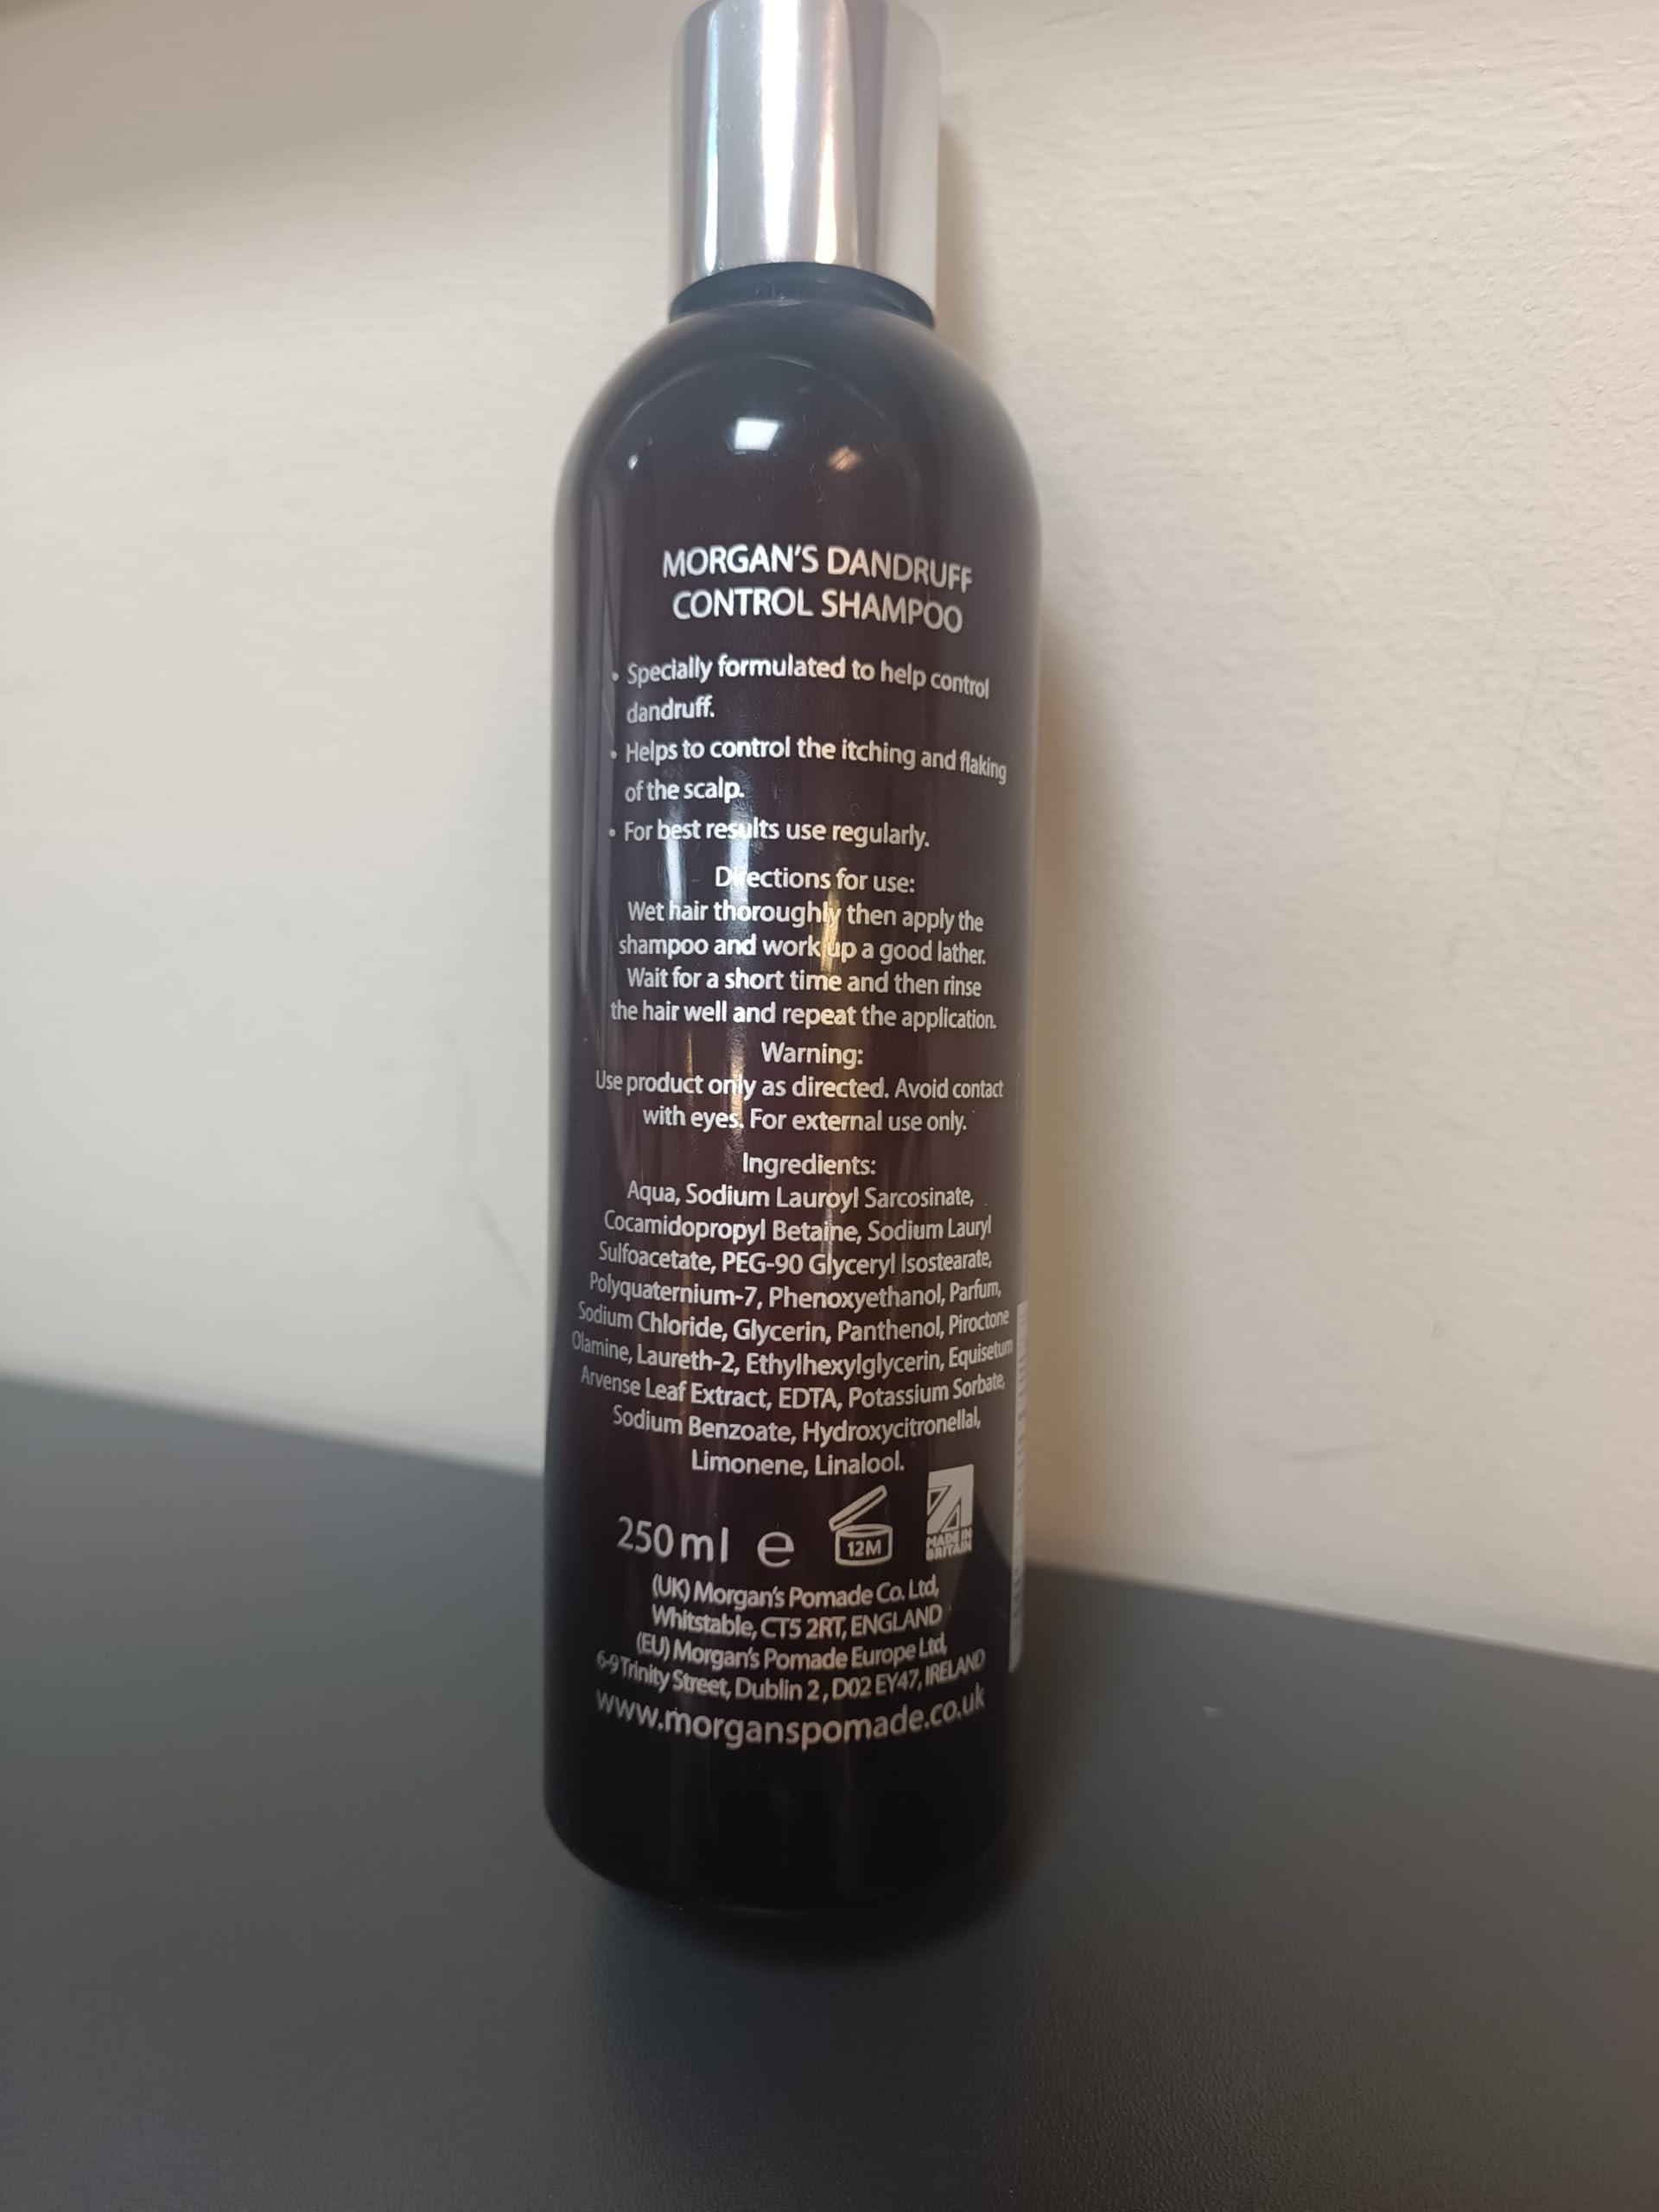 MORGAN'S DANDRUFF
CONTROL SHAMPOO
• Specially formulated to help control
dandruff.
• Helps to control the itching and flaking
of the scalp.
• For best results use regularly.
Directions for use:
Wet hair thoroughly then apply the
shampoo and work up a good lather.
Wait for a short time and then rinse
the hair well and repeat the application.
Warning:
Use product only as directed. Avoid contact
with eyes. For external use only.
Ingredients:
Aqua, Sodium Lauroyl Sarcosinate,
Cocamidopropyl Betaine, Sodium Lauryl
Sulfoacetate, PEG-90 Glyceryl Isostearate,
Polyquaternium-7, Phenoxyethanol, Parfum,
Sodium Chloride, Glycerin, Panthenol, Piroctone
Olamine, Laureth-2, Ethylhexylglycerin, Equisetum
Arvense Leaf Extract, EDTA, Potassium Sorbate,
Sodium Benzoate, Hydroxycitronellal,
Limonene, Linalool.
250ml e 12M MADE IN
BRITAIN
(UK) Morgan's Pomade Co. Ltd,
Whitstable, CT5 2RT, ENGLAND
(EU) Morgan's Pomade Europe Ltd,
6-9 Trinity Street, Dublin 2, D02 EY47, IRELAND
www.morganspomade.co.uk